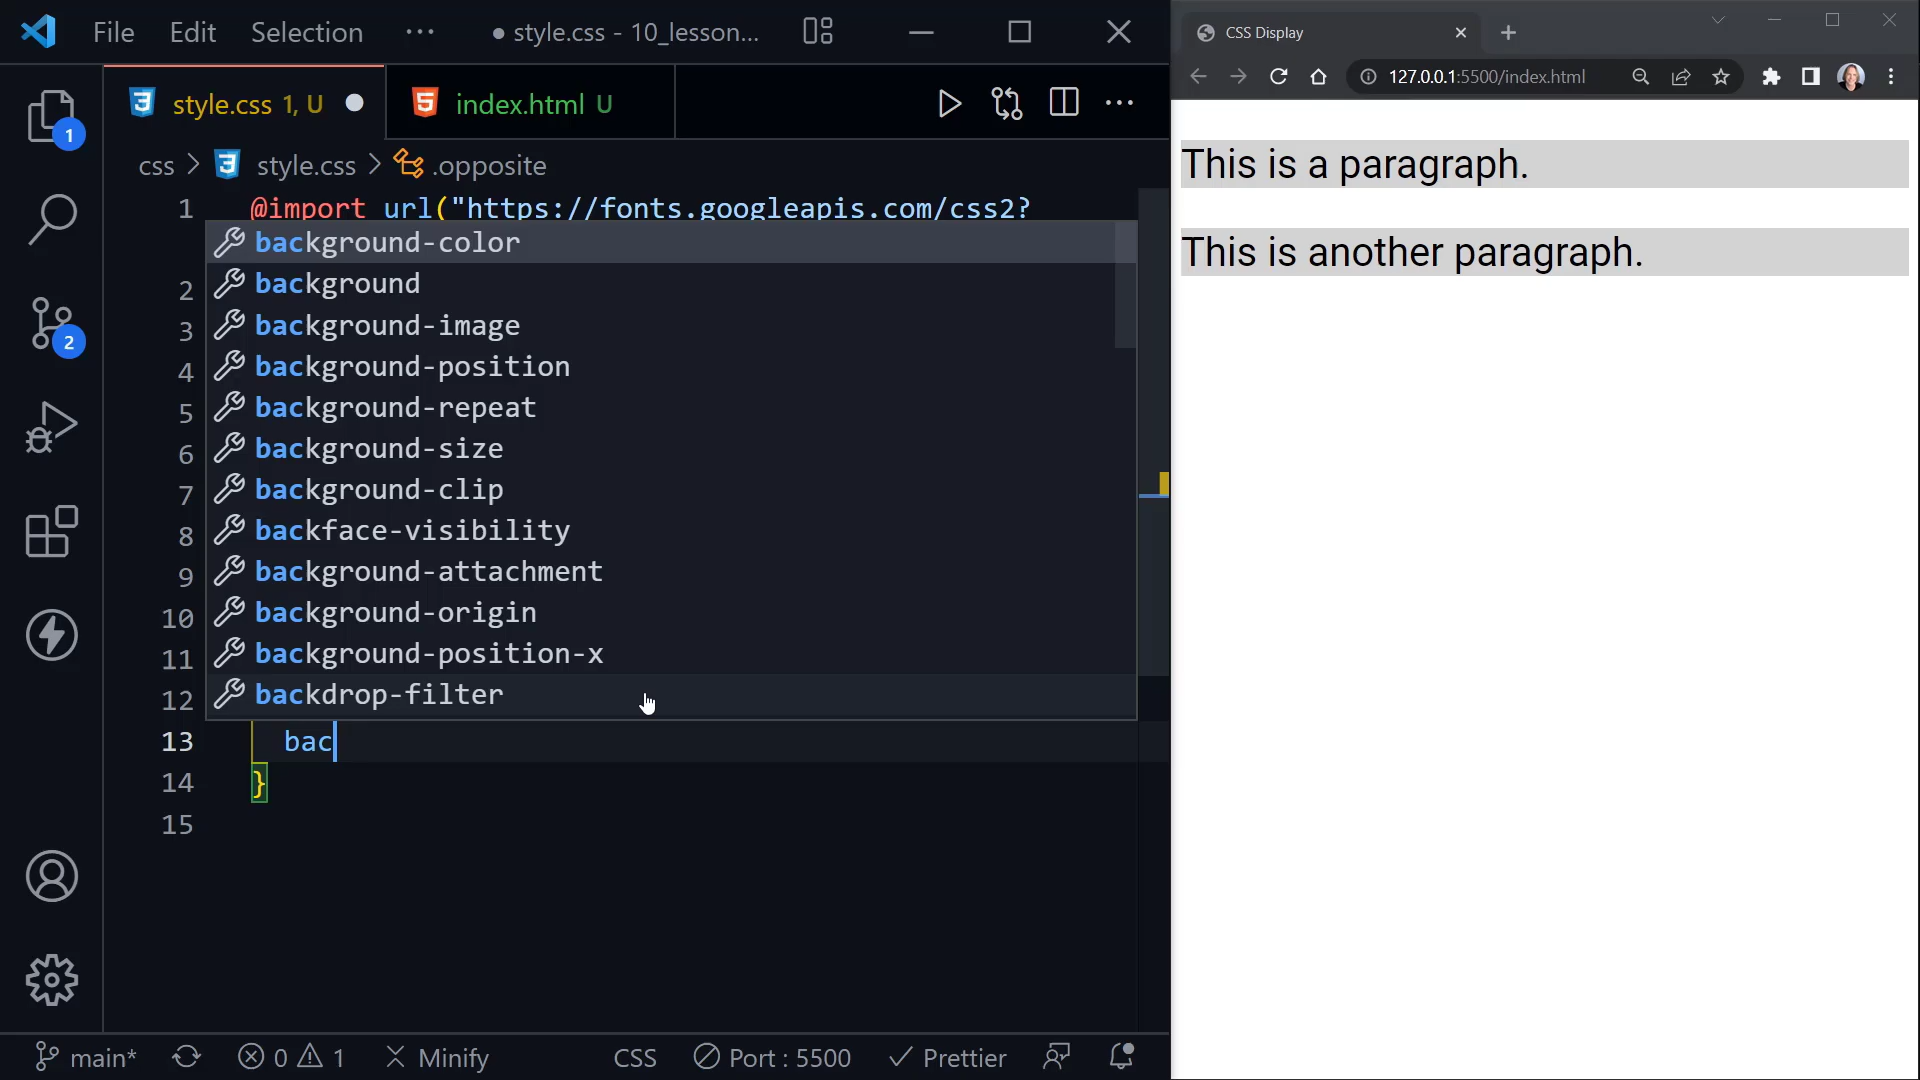 File Edit Selection ··· ● style.css - 10_lesson...
style.css 1, U ● index.html U
css > style.css > .opposite
1 @import url("https://fonts.googleapis.com/css2?
background-color
2 background
3 background-image
4 background-position
5 background-repeat
6 background-size
7 background-clip
8 backface-visibility
9 background-attachment
10 background-origin
11 background-position-x
12 backdrop-filter
13 bac
14 }
15
1
2
main* 0 1 Minify CSS Port : 5500 Prettier
CSS Display
127.0.0.1:5500/index.html
This is a paragraph.
This is another paragraph.